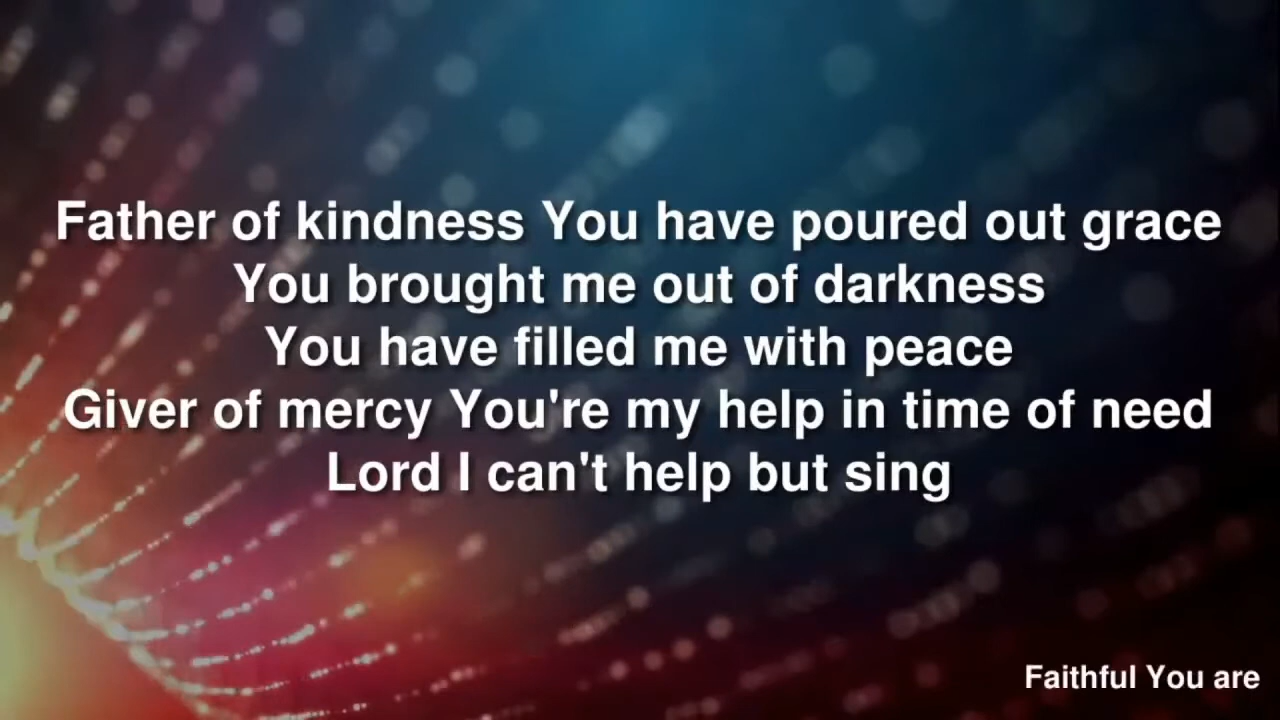 Father of kindness You have poured out grace
You brought me out of darkness
You have filled me with peace
Giver of mercy You're my help in time of need
Lord I can't help but sing
Faithful You are